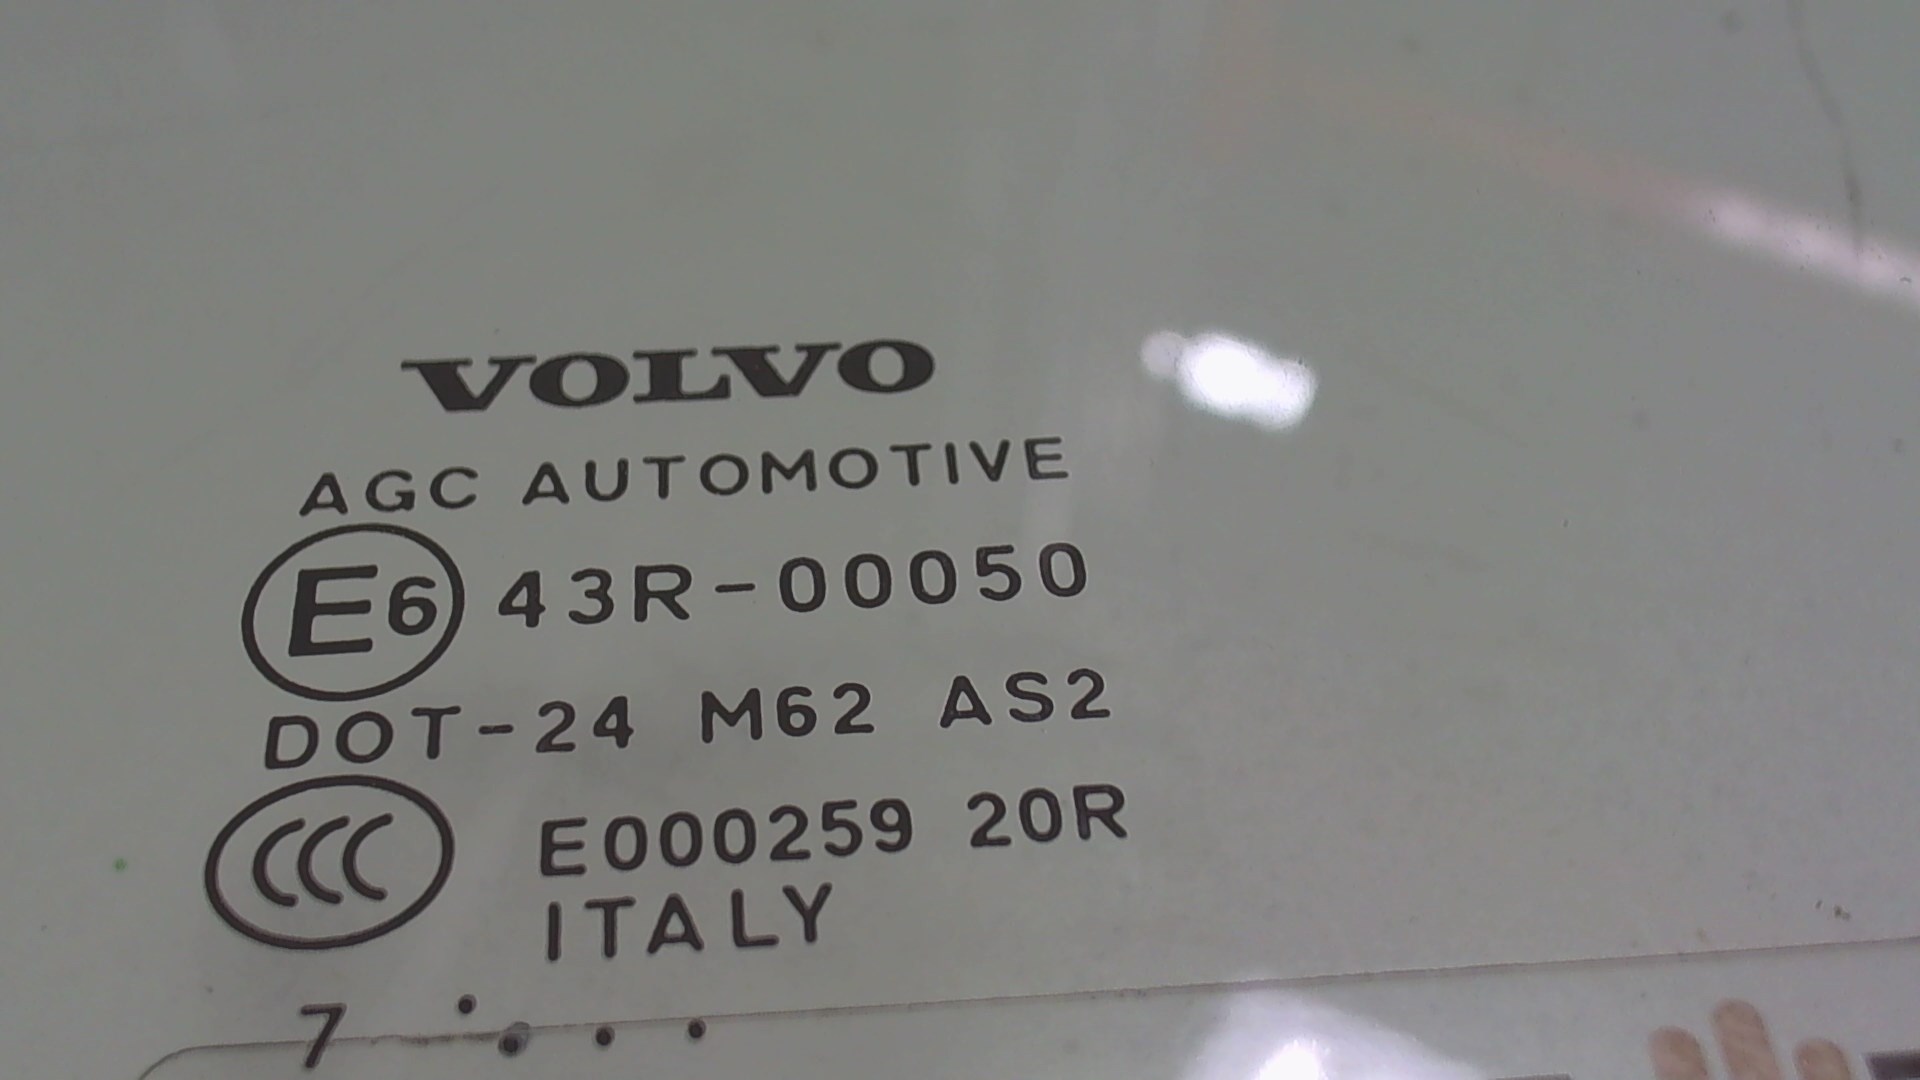 VOLVO
AGC AUTOMOTIVE
E6 43R-00050
DOT-24 M62 AS2
CCC E000259 20R
ITALY
7